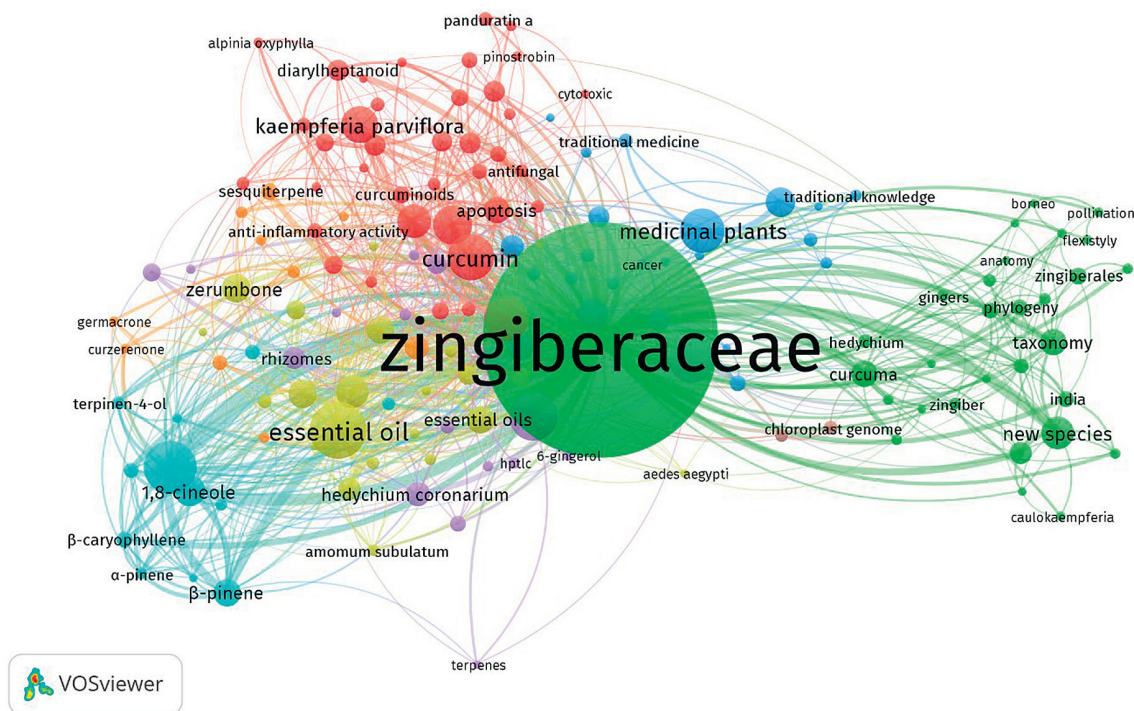 panduratin a
alpinia oxyphylla
pinostrobin
diarylheptanoid
cytotoxic
kaempferia parviflora
traditional medicine
antifungal
sesquiterpene
curcuminoids
traditional knowledge
borneo
pollination
apoptosis
anti-inflammatory activity
medicinal plants
flexistyly
curcumin
cancer
anatomy
zingiberales
zerumbone
gingers
phylogeny
germacrone
zingiberaceae
hedychium
taxonomy
curzerenone
rhizomes
curcuma
terpinen-4-ol
zingiber
india
essential oil
essential oils
chloroplast genome
new species
6-gingerol
hptlc
aedes aegypti
1,8-cineole
hedychium coronarium
caulokaempferia
β-caryophyllene
amomum subulatum
α-pinene
β-pinene
terpenes
VOSviewer